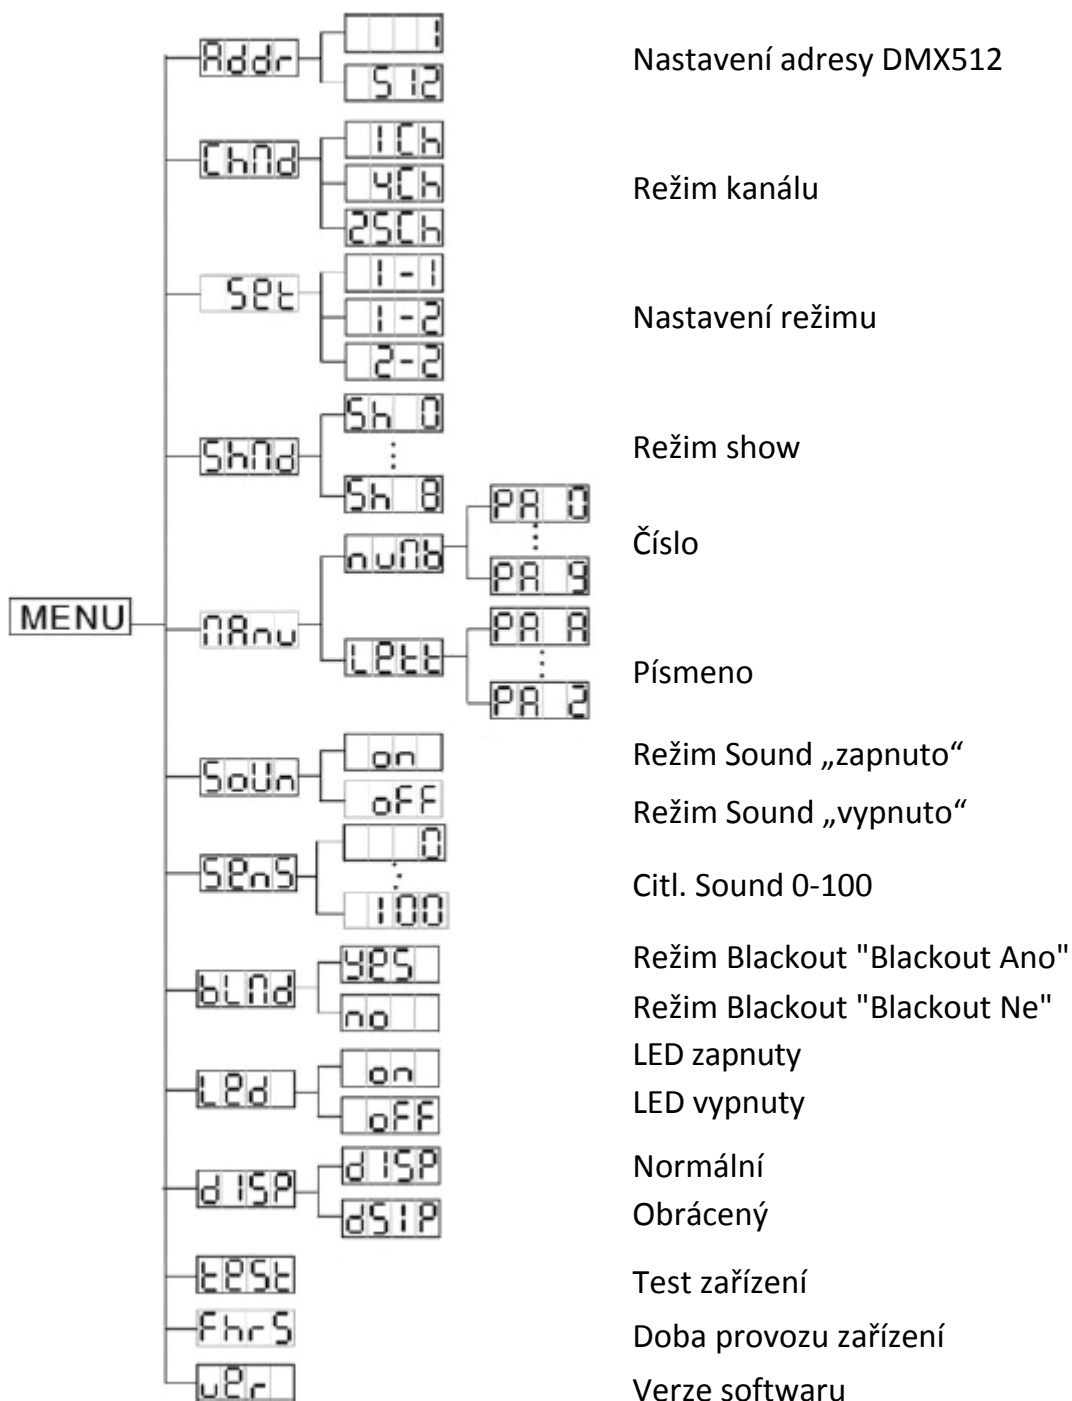 Addr
1
512
Nastavení adresy DMX512
ChMd
1Ch
4Ch
25Ch
Režim kanálu
Set
1-1
1-2
2-2
Nastavení režimu
ShMd
Sh 0
Sh 8
Režim show
MENU
MAnu
nuMb
PA 0
PA 9
Číslo
Lett
PA A
PA Z
Písmeno
SoUn
on
Režim Sound „zapnuto“
oFF
Režim Sound „vypnuto“
SenS
0
100
Citl. Sound 0-100
bLMd
yes
Režim Blackout "Blackout Ano"
no
Režim Blackout "Blackout Ne"
Led
on
LED zapnuty
oFF
LED vypnuty
dISP
dISP
Normální
dSIP
Obrácený
teSt
Test zařízení
FhrS
Doba provozu zařízení
ver
Verze softwaru